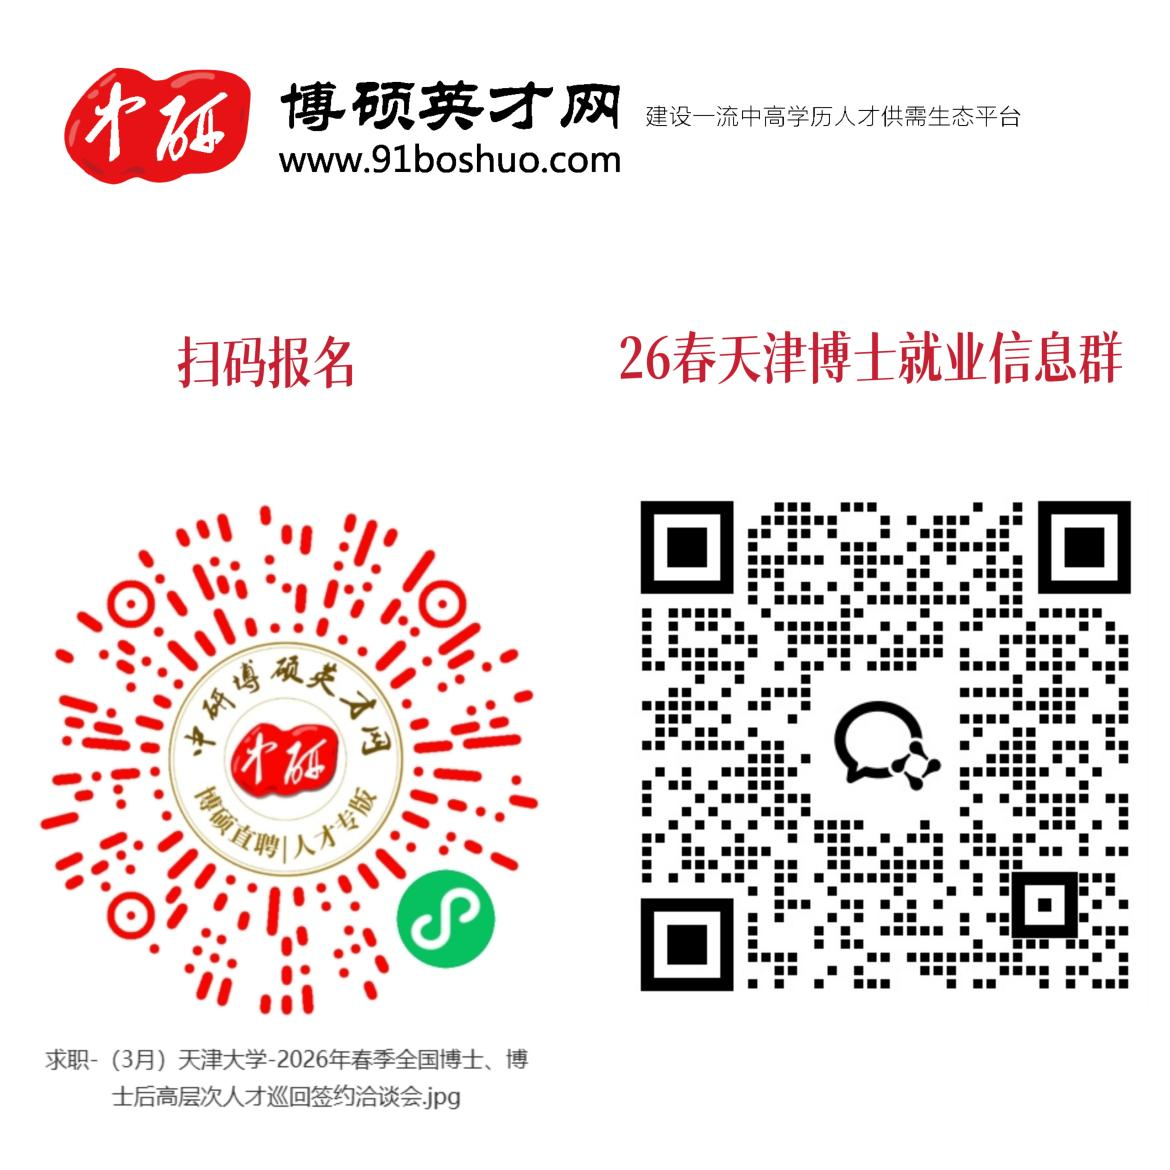 中研
博硕英才网
www.91boshuo.com
建设一流中高学历人才供需生态平台
扫码报名
26春天津博士就业信息群
中研博硕英才网
中研
博硕直聘|人才专版
求职-（3月）天津大学-2026年春季全国博士、博
士后高层次人才巡回签约洽谈会.jpg